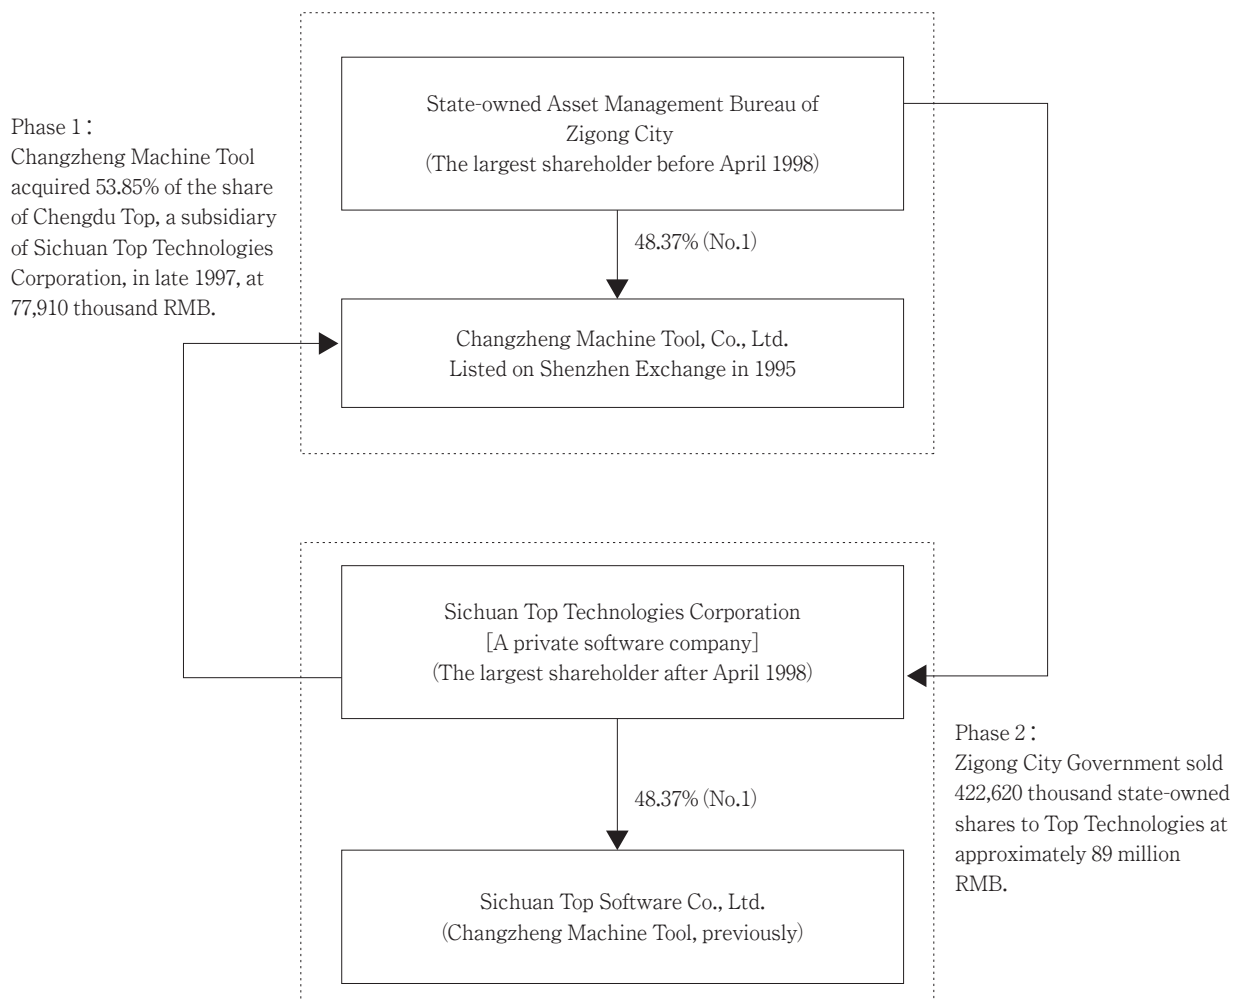 State-owned Asset Management Bureau of
Zigong City
(The largest shareholder before April 1998)
Phase 1:
Changzheng Machine Tool
acquired 53.85% of the share
of Chengdu Top, a subsidiary
of Sichuan Top Technologies
Corporation, in late 1997, at
77,910 thousand RMB.
48.37% (No.1)
Changzheng Machine Tool, Co., Ltd.
Listed on Shenzhen Exchange in 1995
Sichuan Top Technologies Corporation
[A private software company]
(The largest shareholder after April 1998)
Phase 2:
Zigong City Government sold
422,620 thousand state-owned
shares to Top Technologies at
approximately 89 million
RMB.
48.37% (No.1)
Sichuan Top Software Co., Ltd.
(Changzheng Machine Tool, previously)